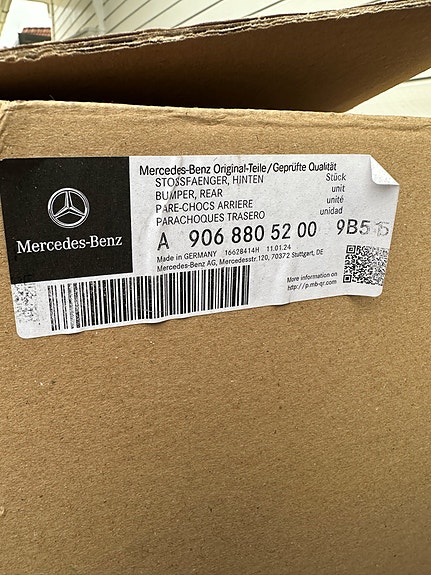 Mercedes-Benz Original-Teile/Geprüfte Qualität
STOSSFAENGER, HINTEN Stück
BUMPER, REAR unit
PARE-CHOCS ARRIERE unité
PARACHOQUES TRASERO unidad
Mercedes-Benz
A 906 880 52 00
Made in GERMANY 16628414H 11.01.24
Mercedes-Benz AG, Mercedesstr.120, 70372 Stuttgart, DE
More information on
http://p.mb-qr.com